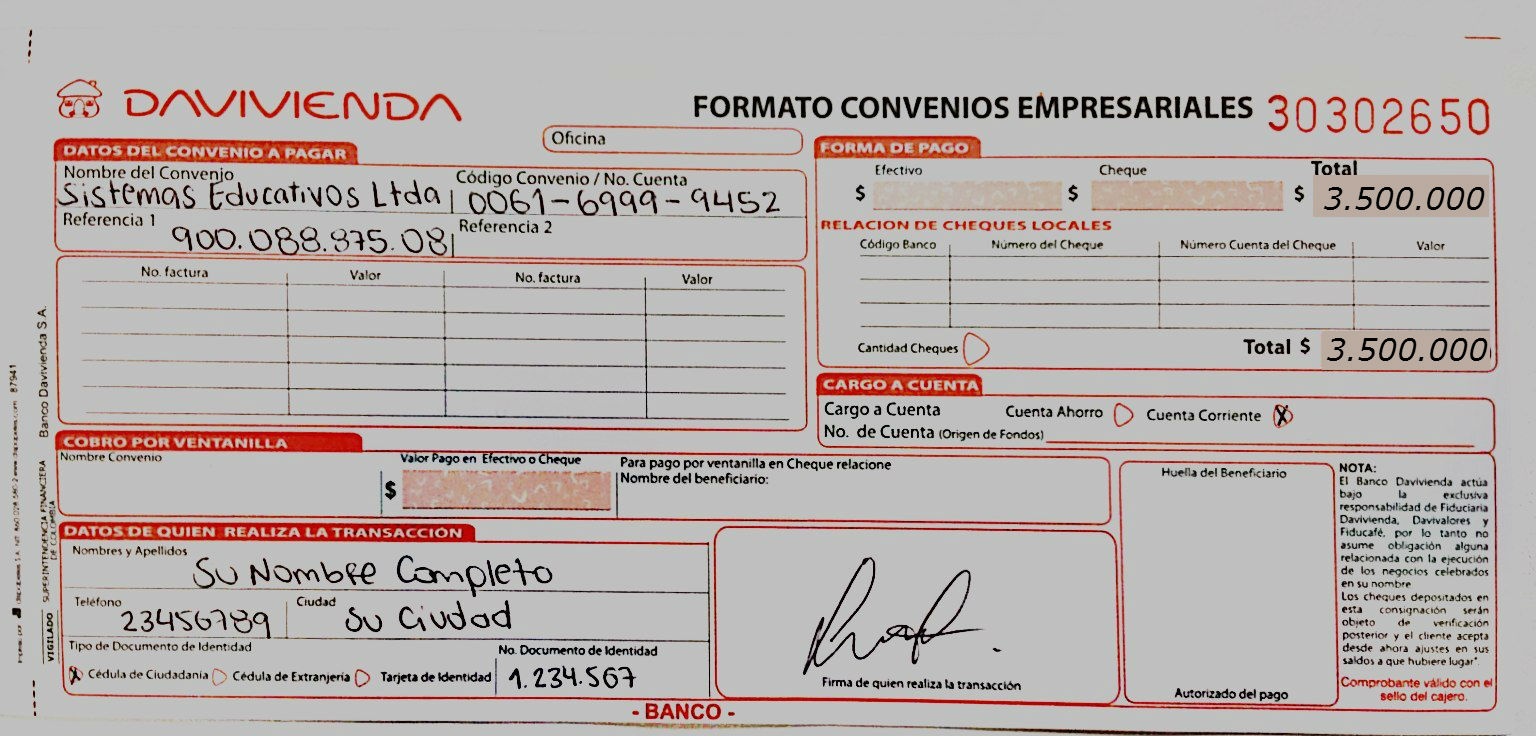 DAVIVIENDA
FORMATO CONVENIOS EMPRESARIALES 30302650
Oficina
DATOS DEL CONVENIO A PAGAR
Nombre del Convenio
Sistemas Educativos Ltda
Código Convenio / No. Cuenta
0061-6999-9452
Referencia 1
900.088.875.08
Referencia 2
No. factura Valor No. factura Valor
FORMA DE PAGO
Efectivo Cheque Total
$ $ $ 3.500.000
RELACION DE CHEQUES LOCALES
Código Banco Número del Cheque Número Cuenta del Cheque Valor
Cantidad Cheques Total $ 3.500.000
CARGO A CUENTA
Cargo a Cuenta Cuenta Ahorro Cuenta Corriente X
No. de Cuenta (Origen de Fondos)
COBRO POR VENTANILLA
Nombre Convenio
Valor Pago en Efectivo o Cheque
$
Para pago por ventanilla en Cheque relacione
Nombre del beneficiario:
DATOS DE QUIEN REALIZA LA TRANSACCIÓN
Nombres y Apellidos
Su Nombre Completo
Teléfono
23456789
Ciudad
Su Ciudad
Tipo de Documento de Identidad
X Cédula de Ciudadanía Cédula de Extranjería Tarjeta de Identidad
No. Documento de Identidad
1.234.567
Firma de quien realiza la transacción
Huella del Beneficiario
Autorizado del pago
NOTA:
El Banco Davivienda actúa
bajo la exclusiva
responsabilidad de Fiduciaria
Davivienda, Davivalores y
Fiducafé, por lo tanto no
asume obligación alguna
relacionada con la ejecución
de los negocios celebrados
en su nombre
Los cheques depositados en
esta consignación serán
objeto de verificación
posterior y el cliente acepta
desde ahora ajustes en sus
saldos a que hubiere lugar".
Comprobante válido con el
sello del cajero.
- BANCO -
Banco Davivienda S.A.
VIGILADO SUPERINTENDENCIA FINANCIERA
DE COLOMBIA
87941